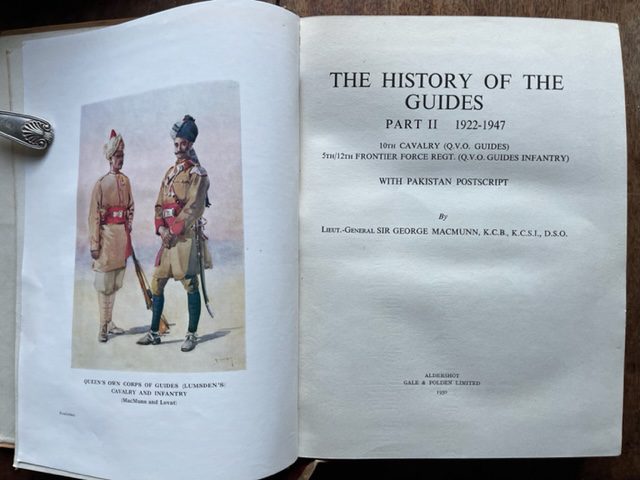 QUEEN'S OWN CORPS OF GUIDES (LUMSDEN'S)
CAVALRY AND INFANTRY
(MacMunn and Lovat)
Frontispiece
THE HISTORY OF THE
GUIDES
PART II 1922-1947
10TH CAVALRY (Q.V.O. GUIDES)
5TH/12TH FRONTIER FORCE REGT. (Q.V.O. GUIDES INFANTRY)
WITH PAKISTAN POSTSCRIPT
By
LIEUT.-GENERAL SIR GEORGE MACMUNN, K.C.B., K.C.S.I., D.S.O.
ALDERSHOT
GALE & POLDEN LIMITED
1950